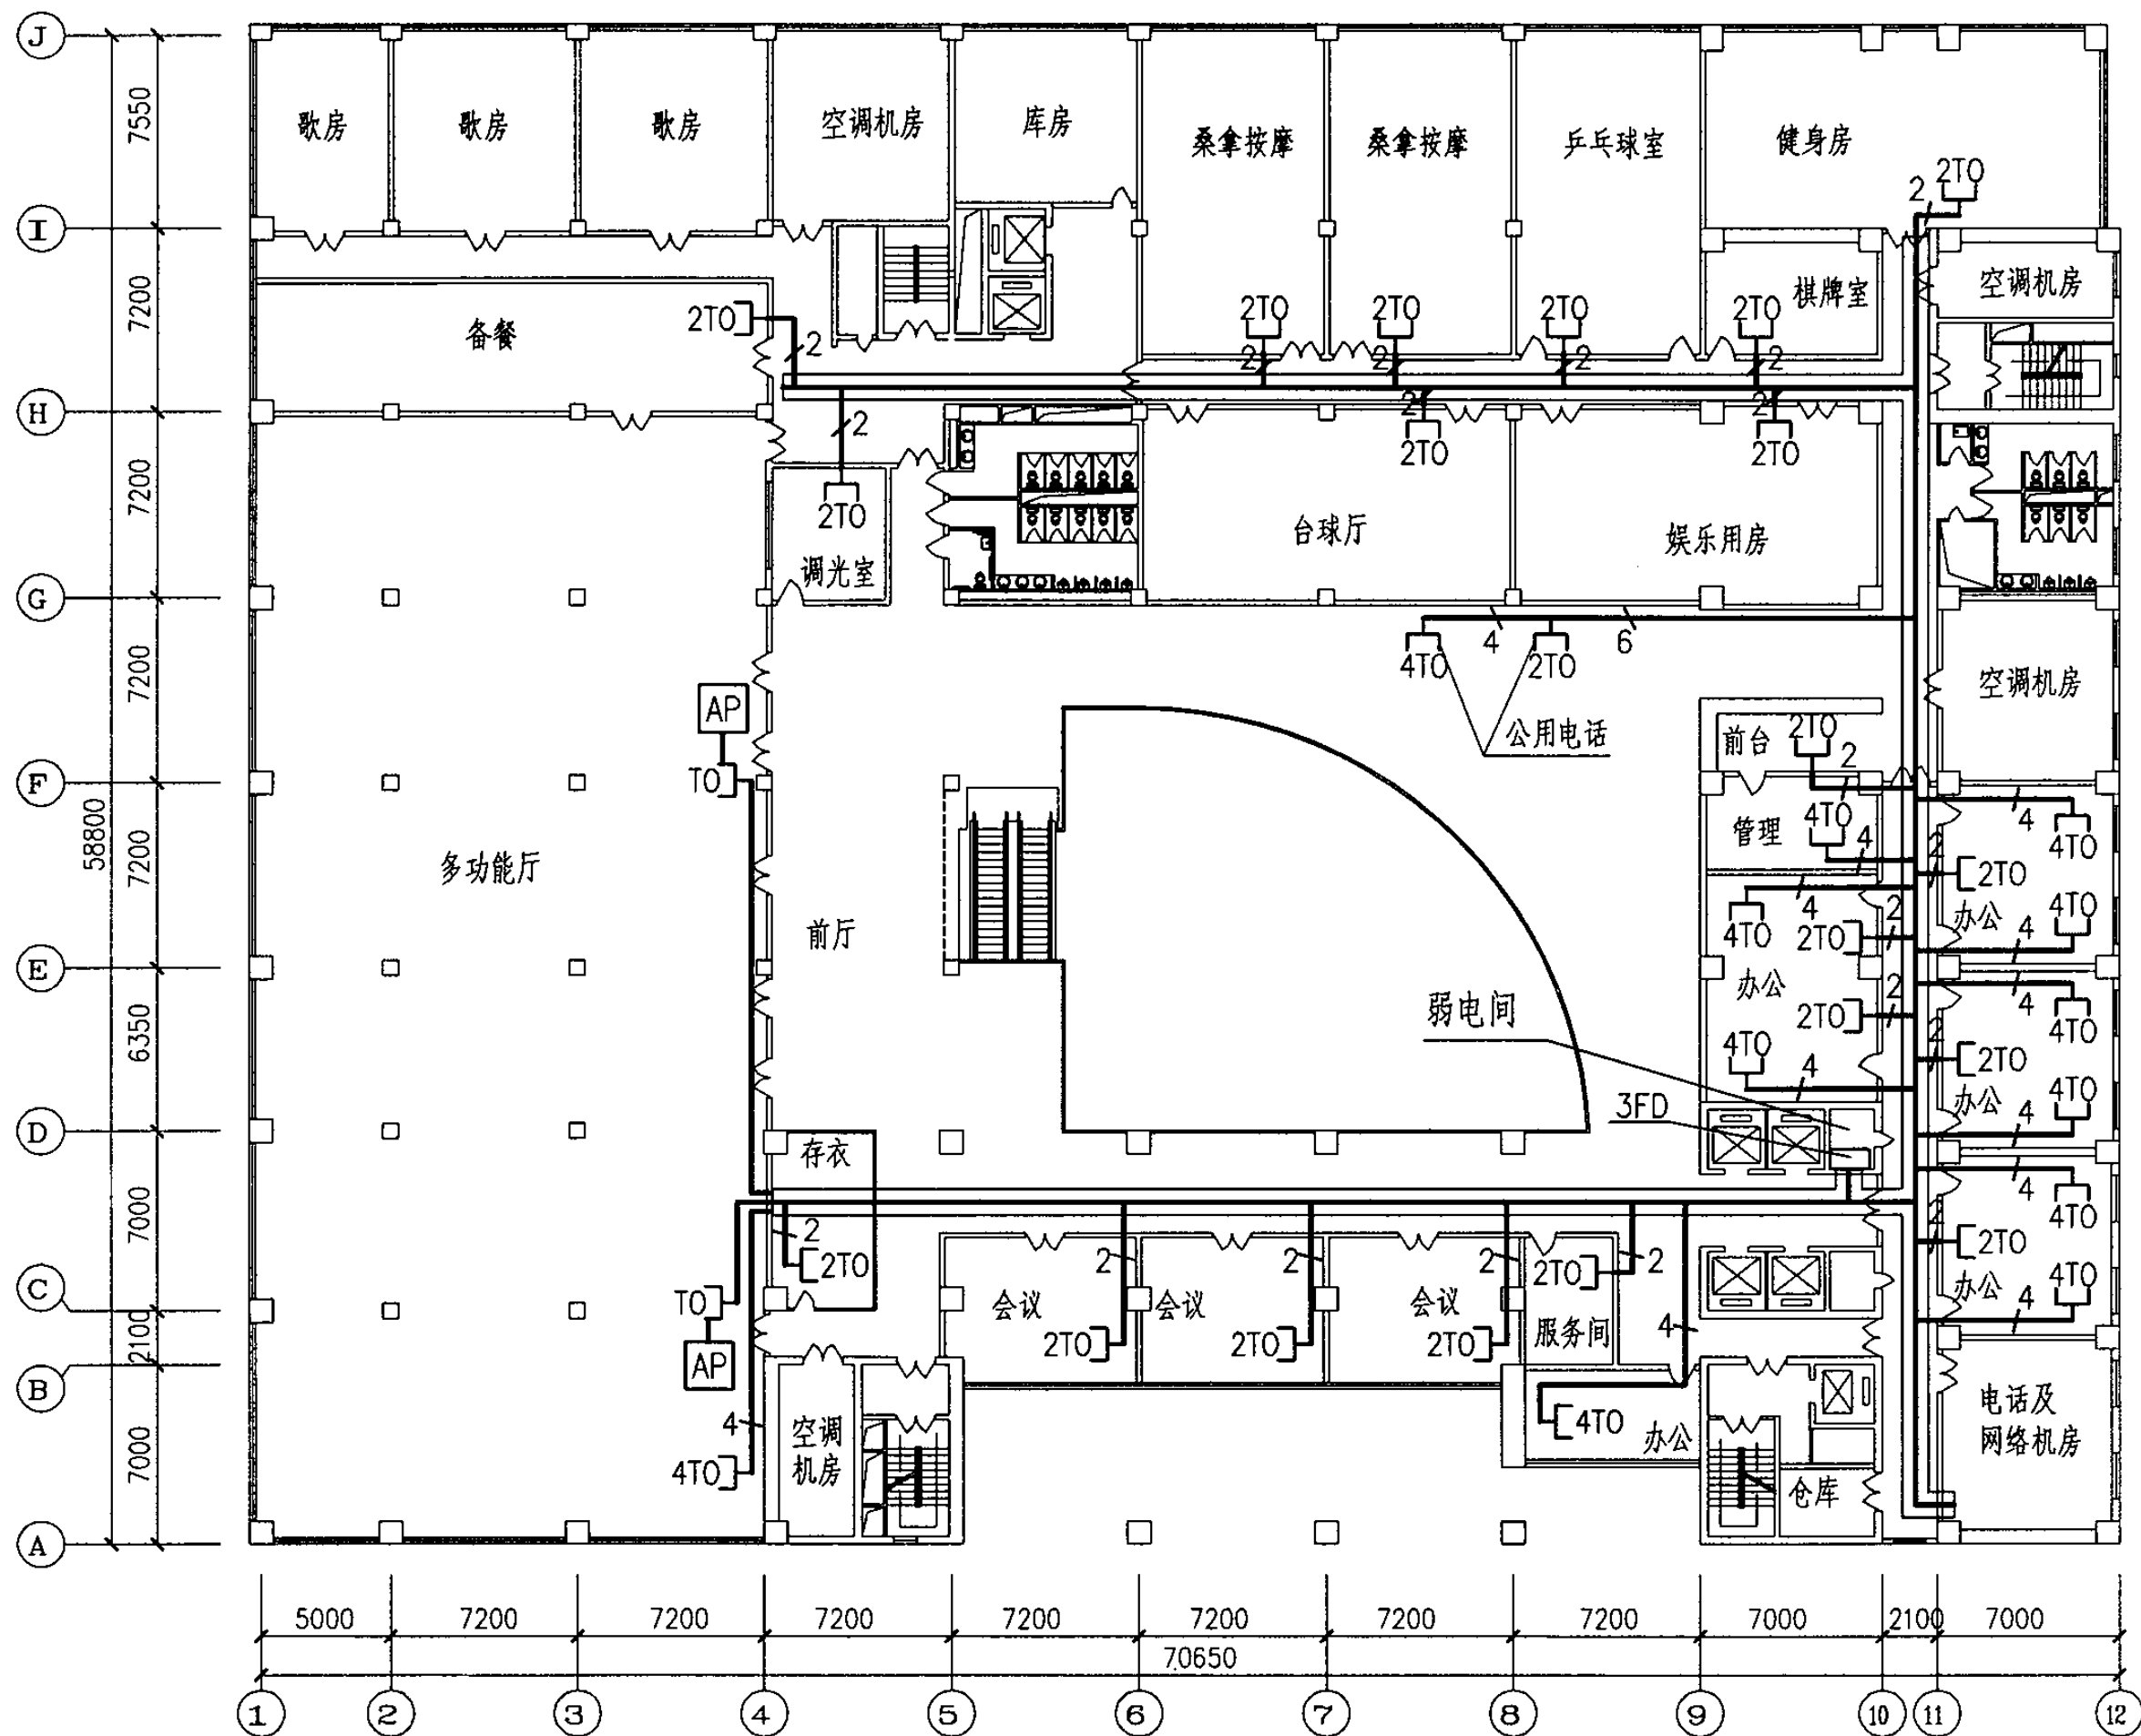 J
7550
歌房
歌房
歌房
空调机房
库房
桑拿按摩
桑拿按摩
乒乓球室
健身房
2TO
2
I
7200
备餐
2TO
2
2TO
2
2TO
2
2TO
2
棋牌室
2TO
2
空调机房
H
2
2TO
2
2TO
2
2TO
7200
调光室
台球厅
娱乐用房
G
4
6
4TO
2TO
公用电话
7200
空调机房
AP
TO
前台
2TO
2
F
58800
7200
多功能厅
前厅
管理
4TO
4
4
4TO
2
2TO
办公
4TO
4
4
4TO
2TO
2
E
6350
办公
2TO
2
4TO
4
4
4TO
2
2TO
办公
4TO
4
弱电间
3FD
D
7000
存衣
2
2TO
4
4TO
2
2TO
办公
4TO
4
C
TO
AP
会议
2
2TO
会议
2
2TO
会议
2
2TO
2TO
2
服务间
4
2100
B
7000
4
4TO
空调
机房
4TO
办公
仓库
电话及
网络机房
A
5000
7200
7200
7200
7200
7200
7200
7200
7000
2100
7000
70650
1
2
3
4
5
6
7
8
9
10
11
12